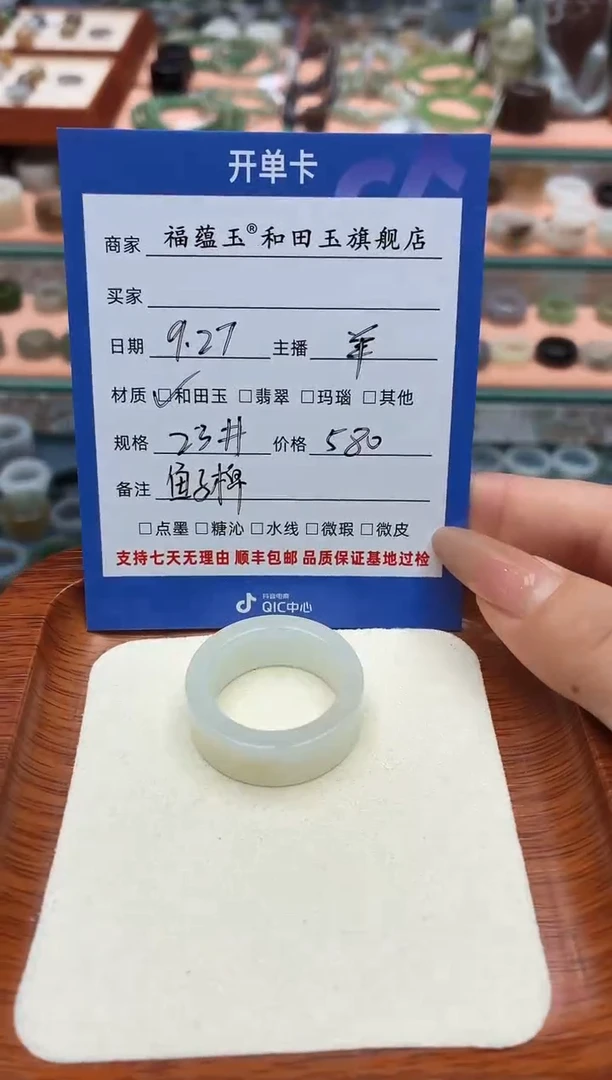 开单卡
商家 福蕴玉®和田玉旗舰店
买家
日期 9.27 主播 羊
材质 ☑和田玉 □翡翠 □玛瑙 □其他
规格 23# 价格 580
备注 鱼子
□点墨 □糖沁 □水线 □微瑕 □微皮
支持七天无理由 顺丰包邮 品质保证基地过检
抖音电商
QIC中心